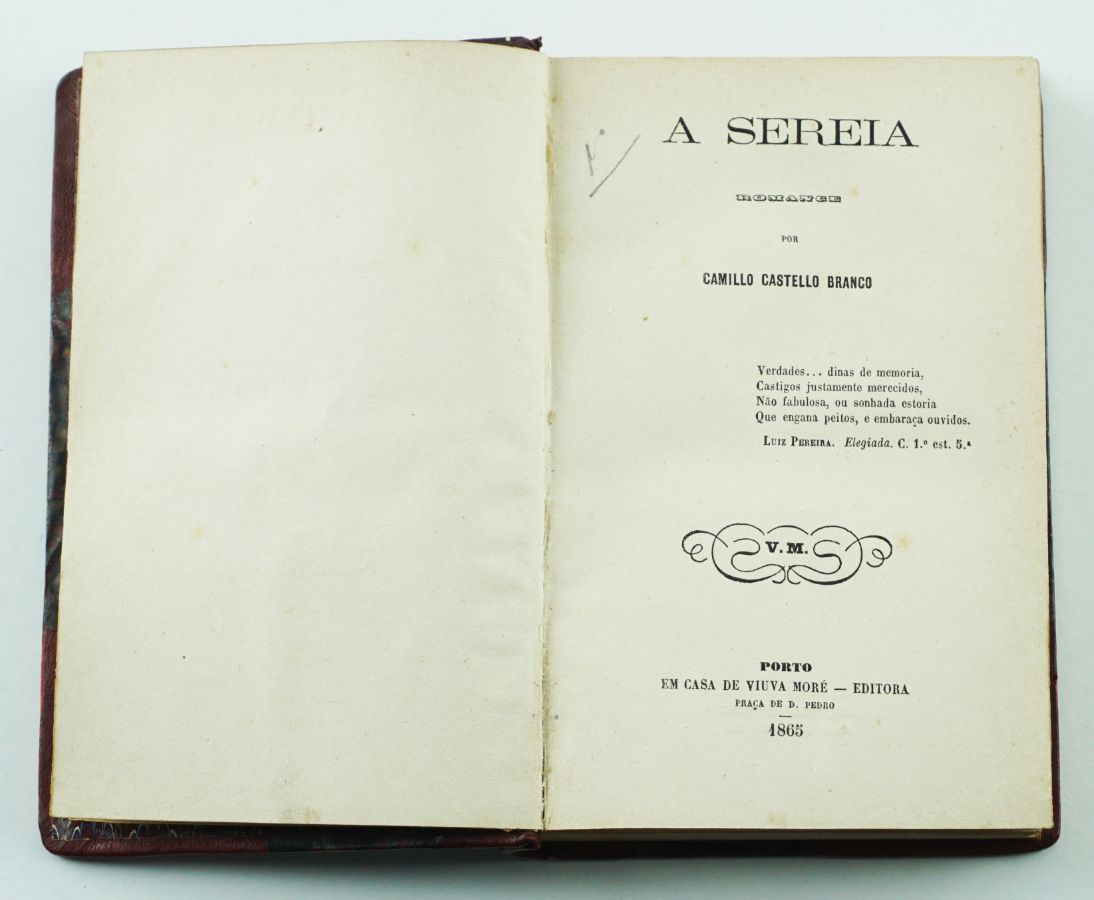 A SEREIA
ROMANCE
POR
CAMILLO CASTELLO BRANCO
Verdades... dinas de memoria,
Castigos justamente merecidos,
Não fabulosa, ou sonhada estoria
Que engana peitos, e embaraça ouvidos.
LUIZ PEREIRA. Elegiada. C. 1.º est. 5.ª
V. M.
PORTO
EM CASA DE VIUVA MORÉ — EDITORA
PRAÇA DE D. PEDRO
1865